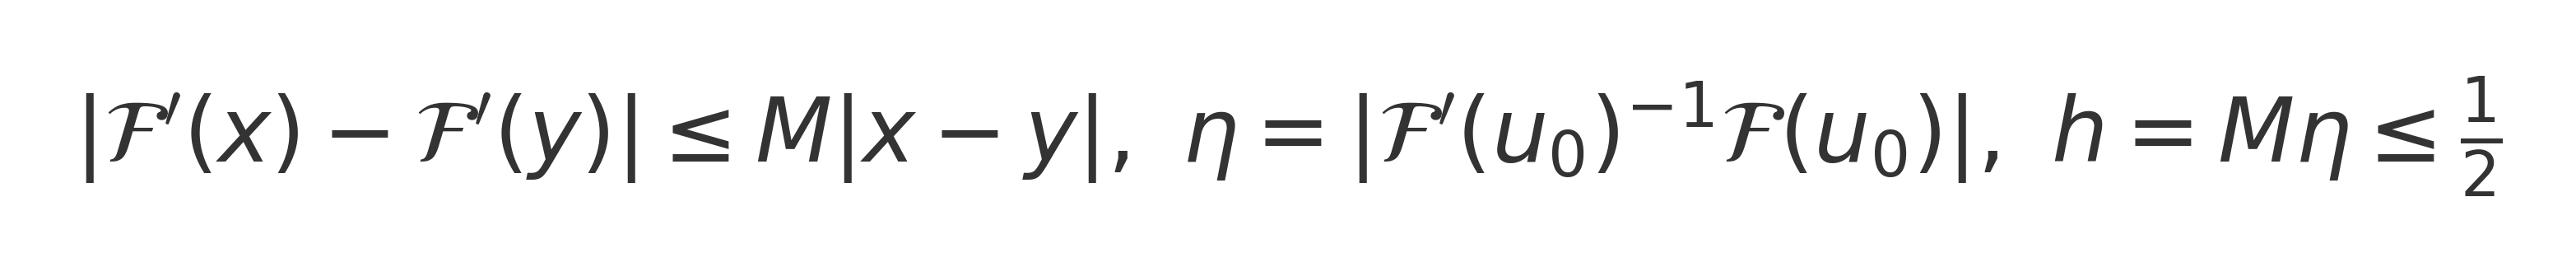 |ℱ′(x) − ℱ′(y)| ≤ M|x − y|, η = |ℱ′(u₀)⁻¹ℱ(u₀)|, h = Mη ≤ 1/2